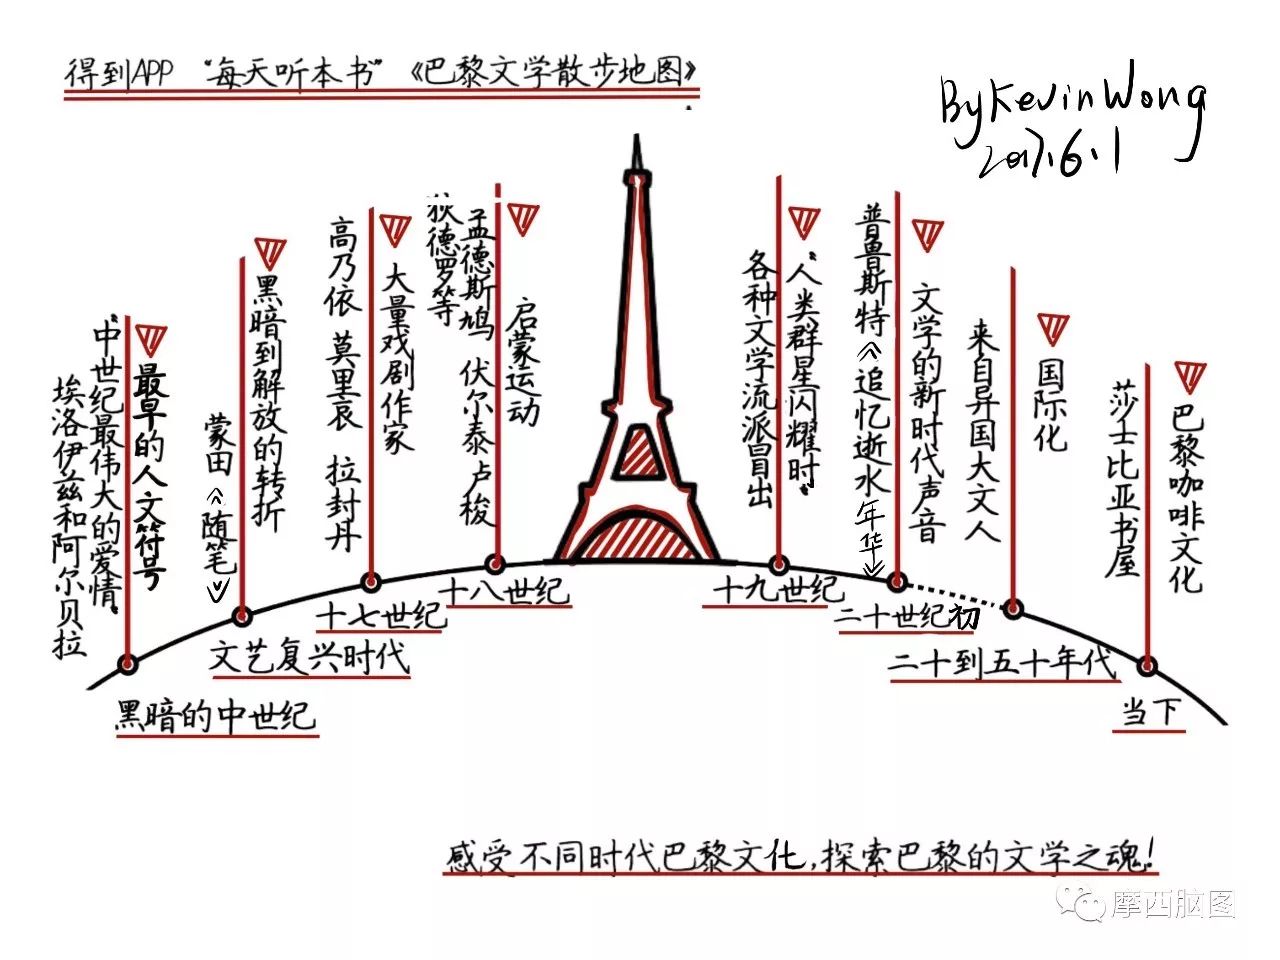 得到APP “每天听本书”《巴黎文学散步地图》
By Kevin Wong
2017.6.1
最早的人文符号
“中世纪最伟大的爱情”
埃洛伊兹和阿尔贝拉
黑暗的中世纪
黑暗到解放的转折
蒙田《随笔》
文艺复兴时代
大量戏剧作家
高乃依 莫里哀 拉封丹
十七世纪
启蒙运动
孟德斯鸠 伏尔泰 卢梭
狄德罗等
十八世纪
“人类群星闪耀时”
各种文学流派冒出
十九世纪
文学的新时代声音
普鲁斯特《追忆逝水年华》
二十世纪初
国际化
来自异国大文人
二十到五十年代
巴黎咖啡文化
莎士比亚书屋
当下
感受不同时代巴黎文化,探索巴黎的文学之魂!
摩西脑图